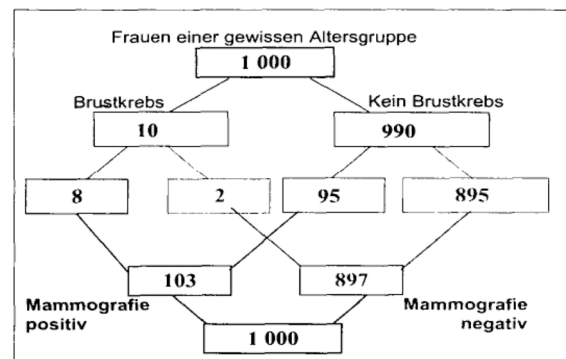 Frauen einer gewissen Altersgruppe
1 000
Brustkrebs
Kein Brustkrebs
10
990
8
2
95
895
103
897
Mammografie
positiv
Mammografie
negativ
1 000